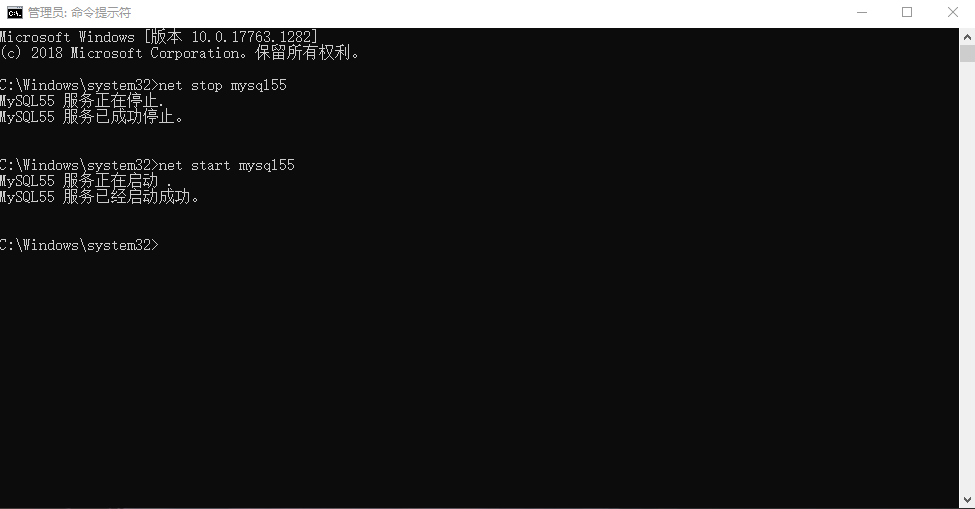 管理员: 命令提示符
Microsoft Windows [版本 10.0.17763.1282]
(c) 2018 Microsoft Corporation。保留所有权利。
C:\Windows\system32>net stop mysql55
MySQL55 服务正在停止.
MySQL55 服务已成功停止。
C:\Windows\system32>net start mysql55
MySQL55 服务正在启动 .
MySQL55 服务已经启动成功。
C:\Windows\system32>